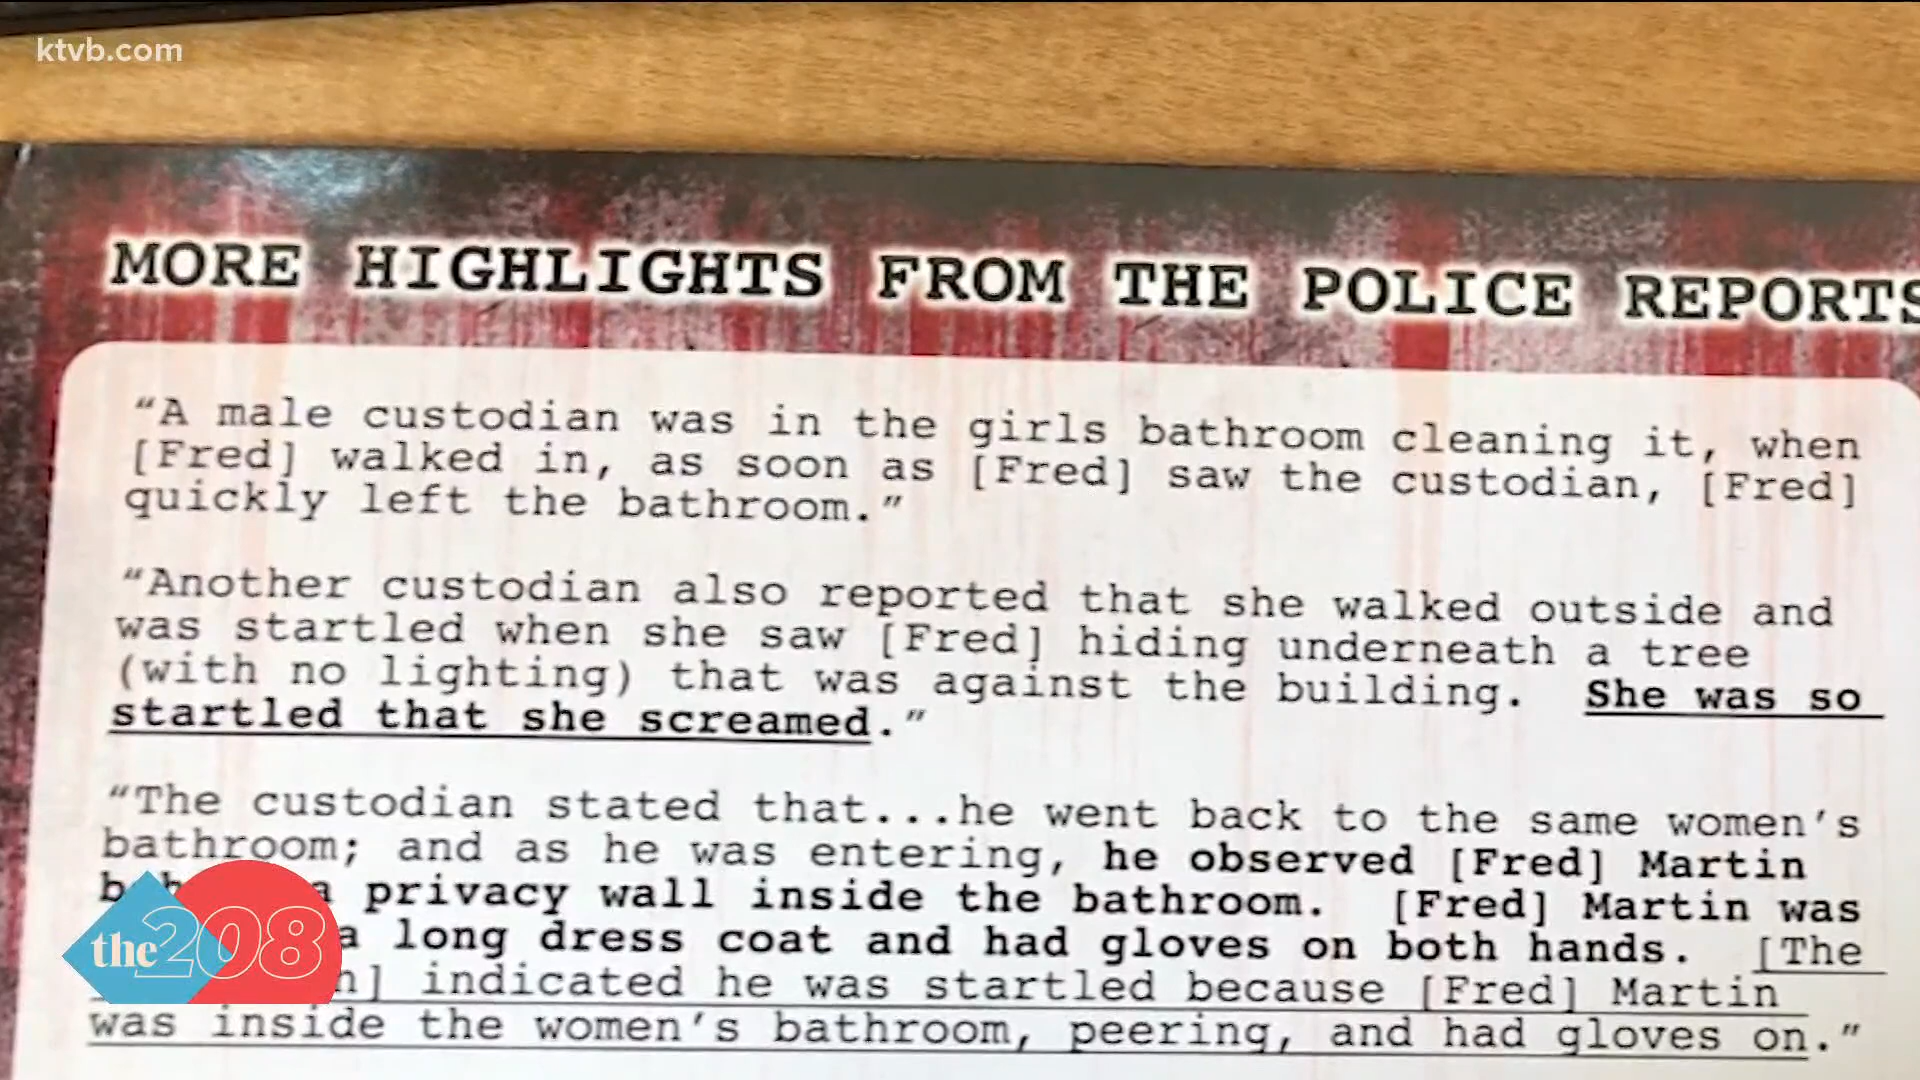 ktvb.com
MORE HIGHLIGHTS FROM THE POLICE REPORTS
“A male custodian was in the girls bathroom cleaning it, when
[Fred] walked in, as soon as [Fred] saw the custodian, [Fred]
quickly left the bathroom.”
“Another custodian also reported that she walked outside and
was startled when she saw [Fred] hiding underneath a tree
(with no lighting) that was against the building. She was so
startled that she screamed.”
“The custodian stated that...he went back to the same women’s
bathroom; and as he was entering, he observed [Fred] Martin
a privacy wall inside the bathroom. [Fred] Martin was
a long dress coat and had gloves on both hands. [The
indicated he was startled because [Fred] Martin
was inside the women’s bathroom, peering, and had gloves on.”
the 208